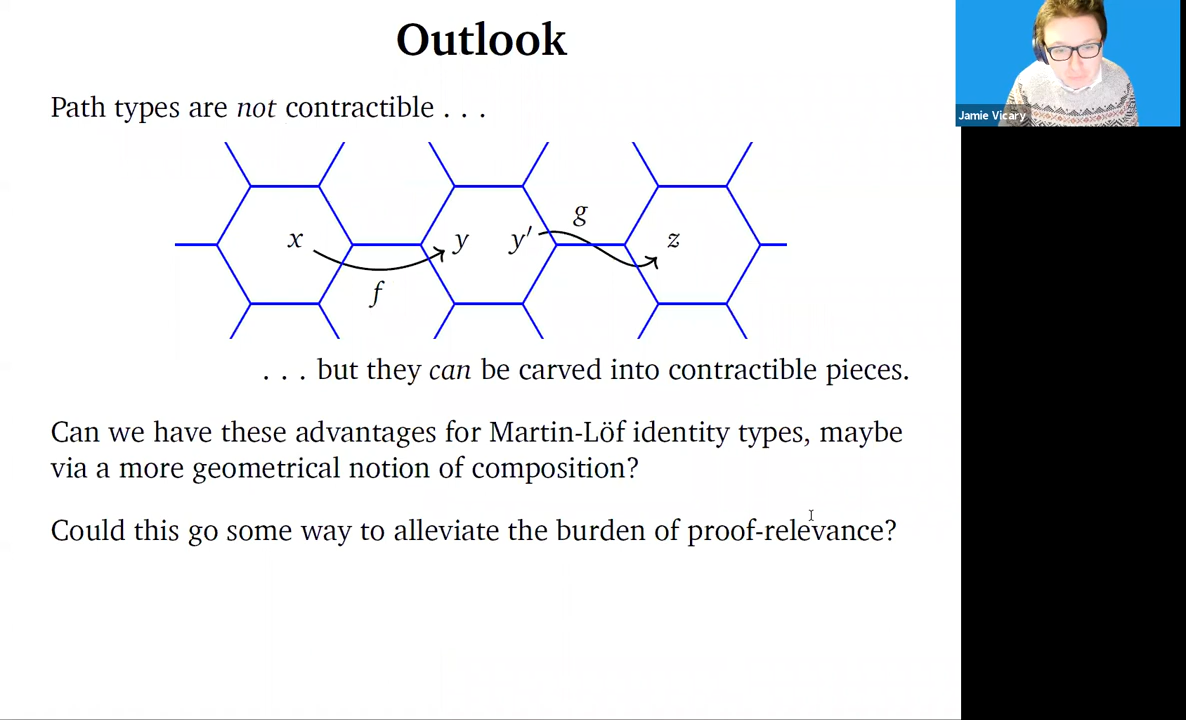 Outlook
Jamie Vicary
Path types are not contractible . . .
x
f
y
y′
g
z
. . . but they can be carved into contractible pieces.
Can we have these advantages for Martin-Löf identity types, maybe
via a more geometrical notion of composition?
Could this go some way to alleviate the burden of proof-relevance?